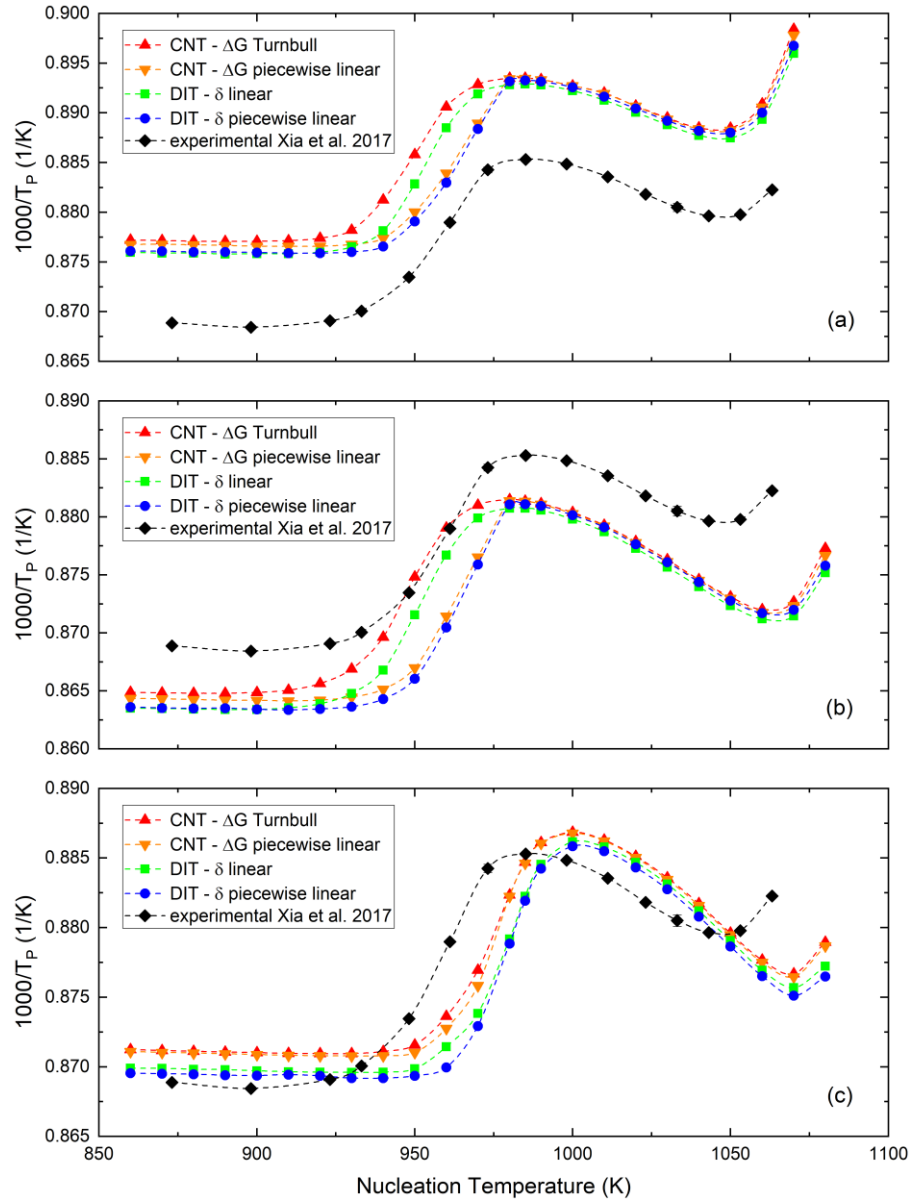 0.900
0.895
0.890
0.885
0.880
0.875
0.870
0.865
1000/T_P (1/K)
CNT - ΔG Turnbull
CNT - ΔG piecewise linear
DIT - δ linear
DIT - δ piecewise linear
experimental Xia et al. 2017
(a)
0.890
0.885
0.880
0.875
0.870
0.865
0.860
1000/T_P (1/K)
CNT - ΔG Turnbull
CNT - ΔG piecewise linear
DIT - δ linear
DIT - δ piecewise linear
experimental Xia et al. 2017
(b)
0.890
0.885
0.880
0.875
0.870
0.865
1000/T_P (1/K)
CNT - ΔG Turnbull
CNT - ΔG piecewise linear
DIT - δ linear
DIT - δ piecewise linear
experimental Xia et al. 2017
(c)
850 900 950 1000 1050 1100
Nucleation Temperature (K)